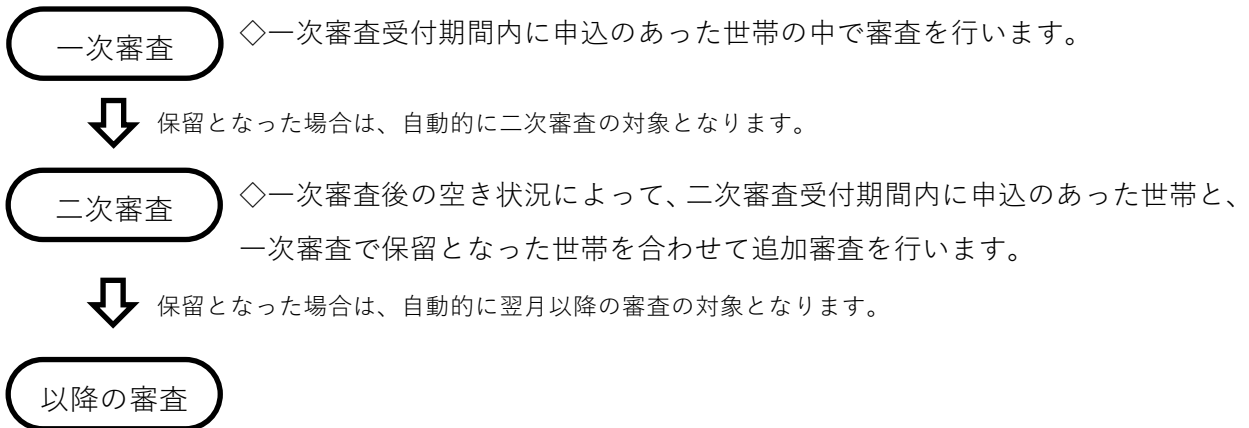 一次審査
◇一次審査受付期間内に申込のあった世帯の中で審査を行います。
保留となった場合は、自動的に二次審査の対象となります。
二次審査
◇一次審査後の空き状況によって、二次審査受付期間内に申込のあった世帯と、
一次審査で保留となった世帯を合わせて追加審査を行います。
保留となった場合は、自動的に翌月以降の審査の対象となります。
以降の審査